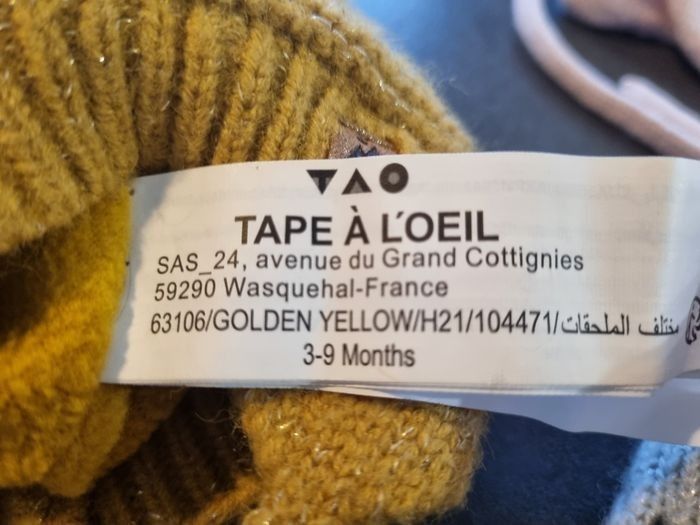 TAO
TAPE À L'OEIL
SAS_24, avenue du Grand Cottignies
59290 Wasquehal-France
63106/GOLDEN YELLOW/H21/104471/مختلف الملحقات
3-9 Months